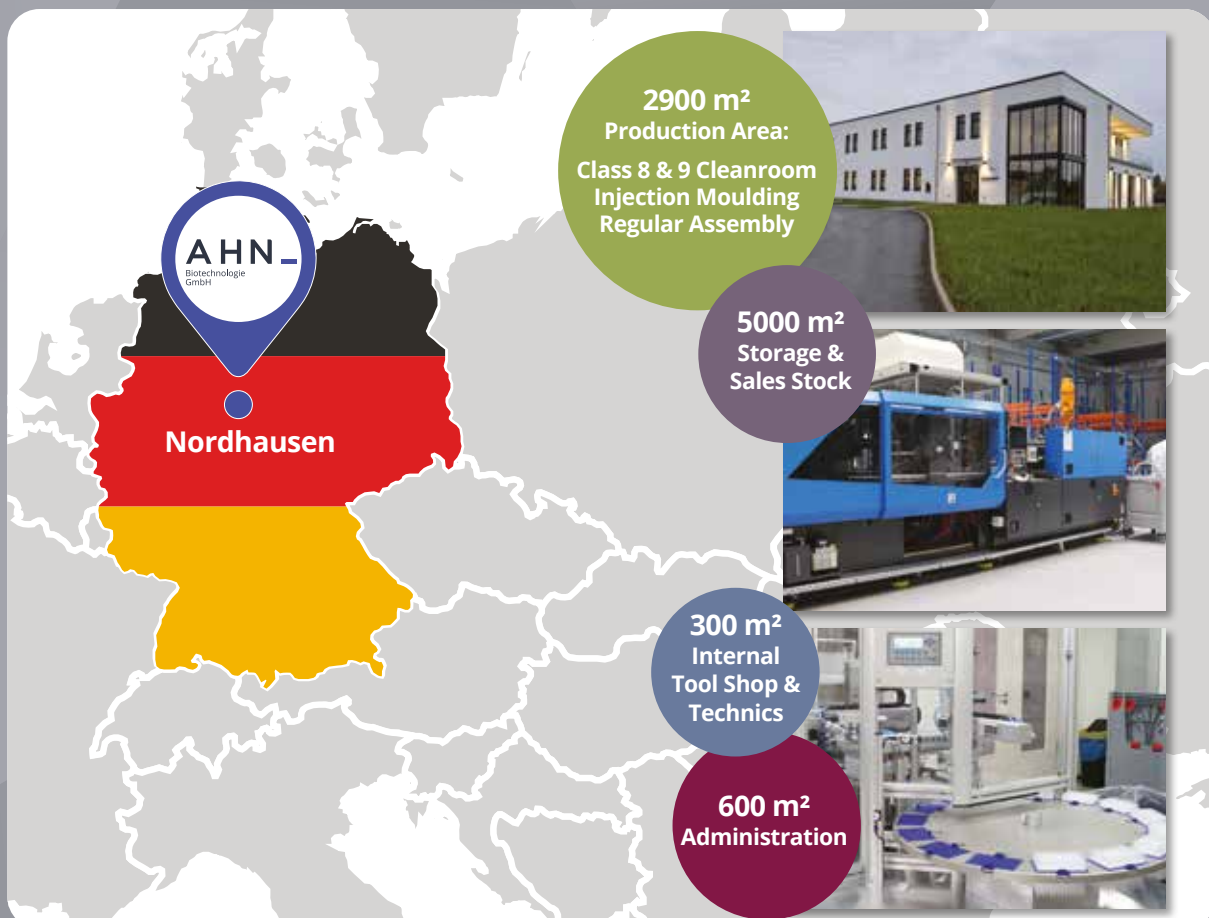 AHN_
Biotechnologie
GmbH
Nordhausen
2900 m²
Production Area:
Class 8 & 9 Cleanroom
Injection Moulding
Regular Assembly
5000 m²
Storage &
Sales Stock
300 m²
Internal
Tool Shop &
Technics
600 m²
Administration